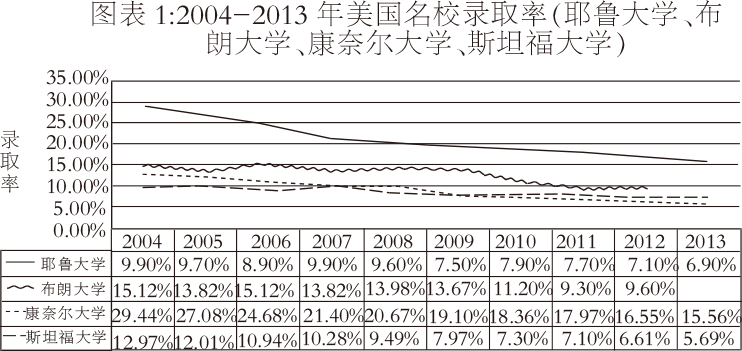 图表 1:2004-2013 年美国名校录取率(耶鲁大学、布
朗大学、康奈尔大学、斯坦福大学)
录取率
35.00%
30.00%
25.00%
20.00%
15.00%
10.00%
5.00%
0.00%
2004 2005 2006 2007 2008 2009 2010 2011 2012 2013
耶鲁大学 9.90% 9.70% 8.90% 9.90% 9.60% 7.50% 7.90% 7.70% 7.10% 6.90%
布朗大学 15.12% 13.82% 15.12% 13.82% 13.98% 13.67% 11.20% 9.30% 9.60%
康奈尔大学 29.44% 27.08% 24.68% 21.40% 20.67% 19.10% 18.36% 17.97% 16.55% 15.56%
斯坦福大学 12.97% 12.01% 10.94% 10.28% 9.49% 7.97% 7.30% 7.10% 6.61% 5.69%